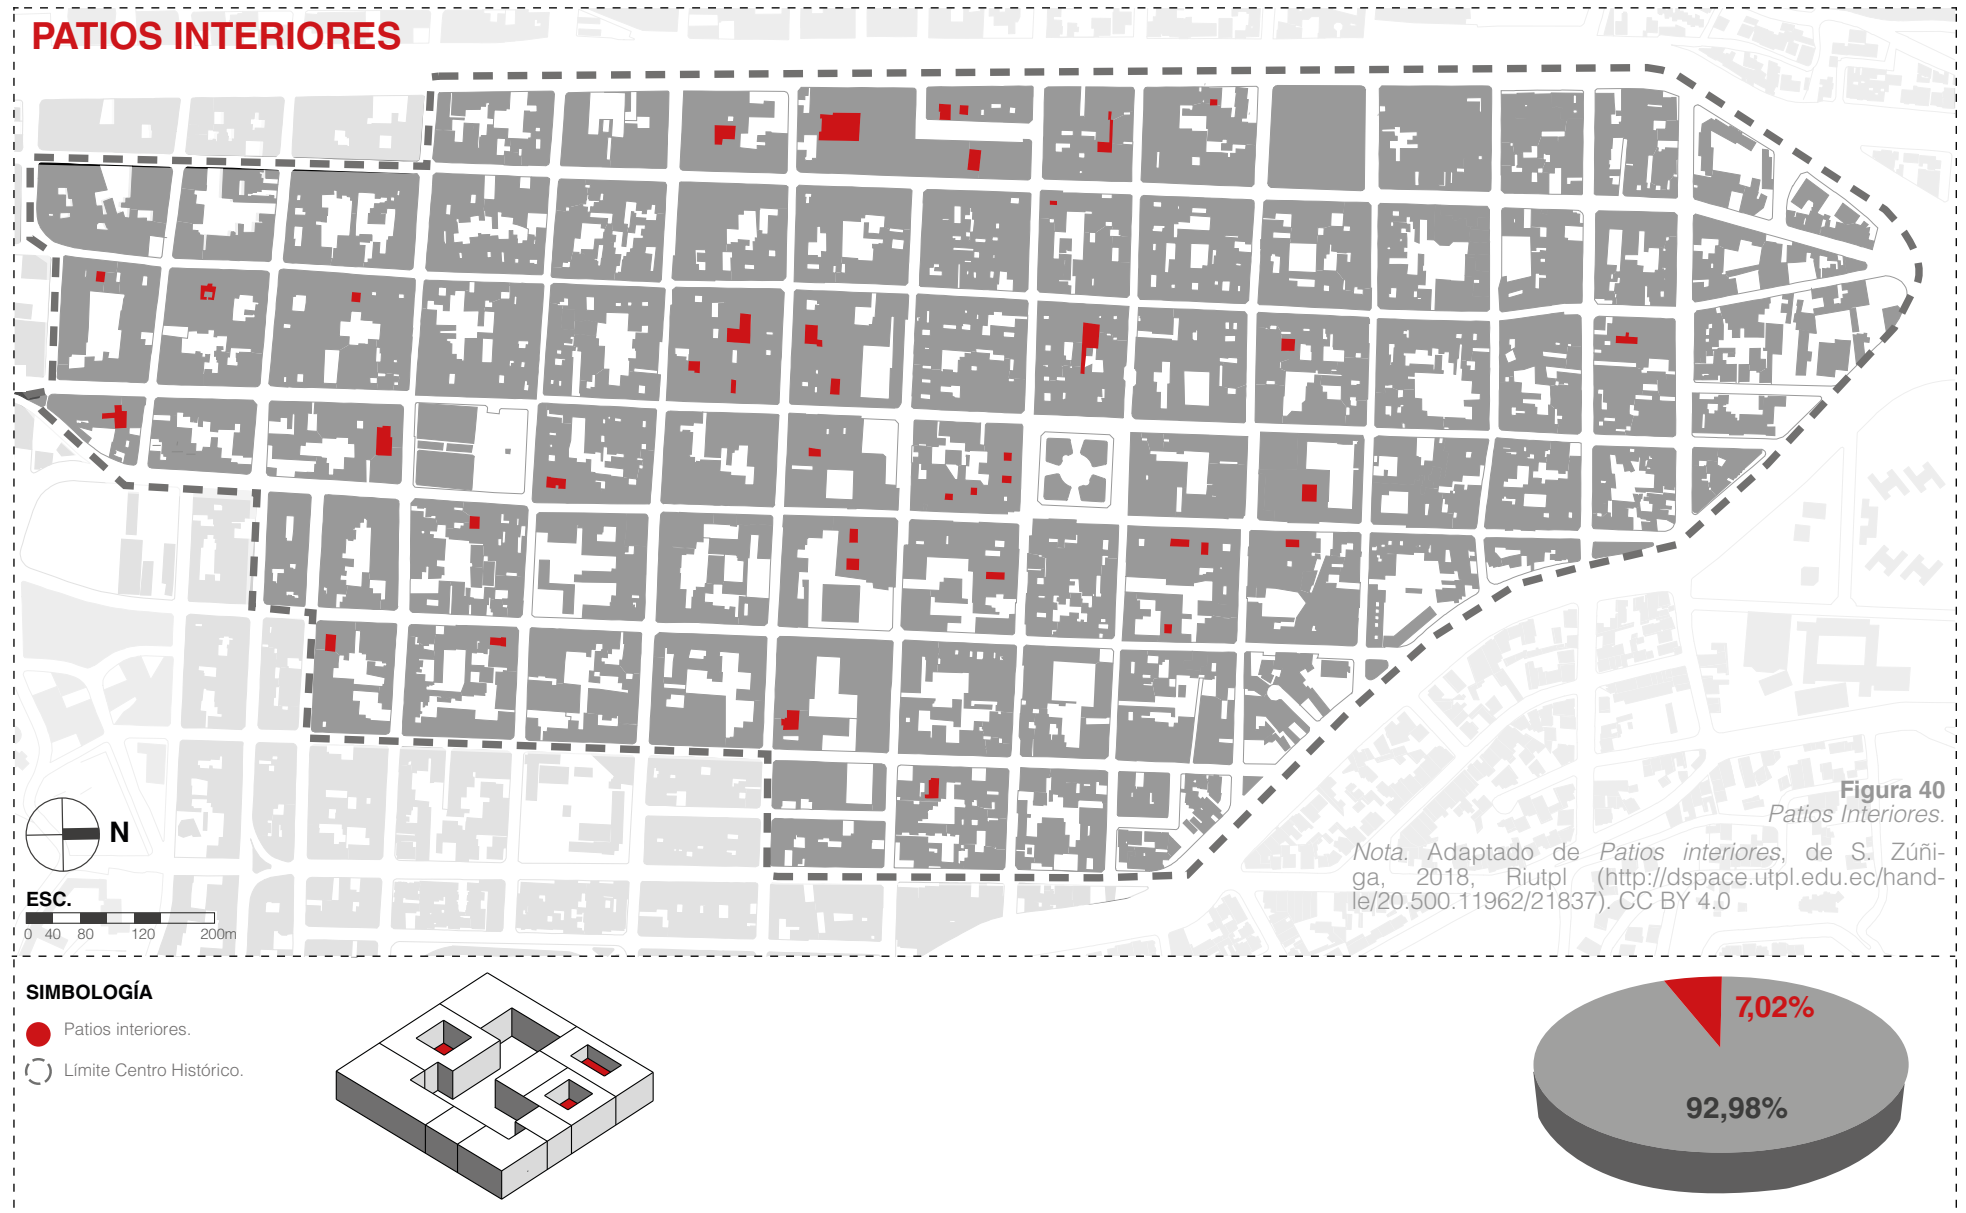 PATIOS INTERIORES
N
ESC.
0 40 80 120 200m
Figura 40
Patios Interiores.
Nota. Adaptado de Patios interiores, de S. Zúñi-
ga, 2018, Riutpl (http://dspace.utpl.edu.ec/hand-
le/20.500.11962/21837). CC BY 4.0
SIMBOLOGÍA
Patios interiores.
Límite Centro Histórico.
7,02%
92,98%